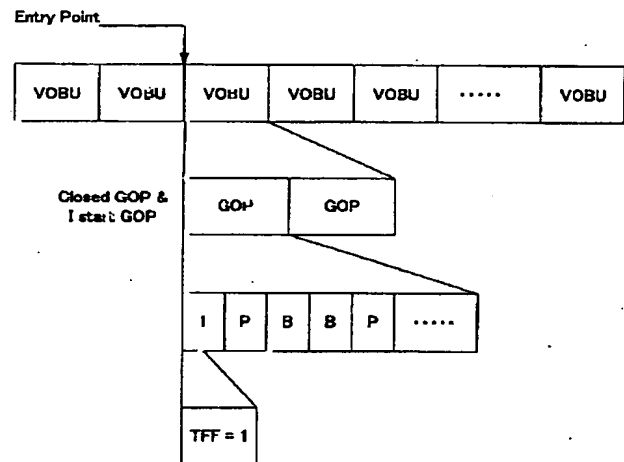 Entry Point
VOBU VOBU VOBU VOBU VOBU ····· VOBU
Closed GOP &
I start GOP
GOP GOP
I P B B P ·····
TFF = 1